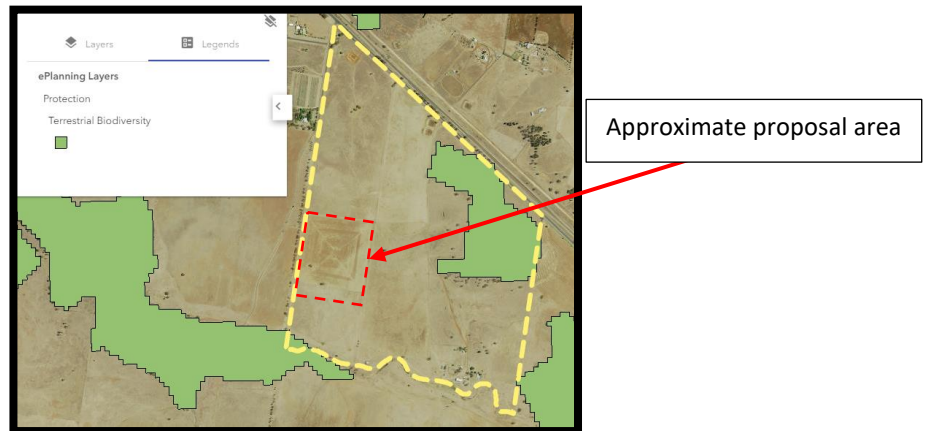 Layers
Legends
ePlanning Layers
Protection
Terrestrial Biodiversity
Approximate proposal area